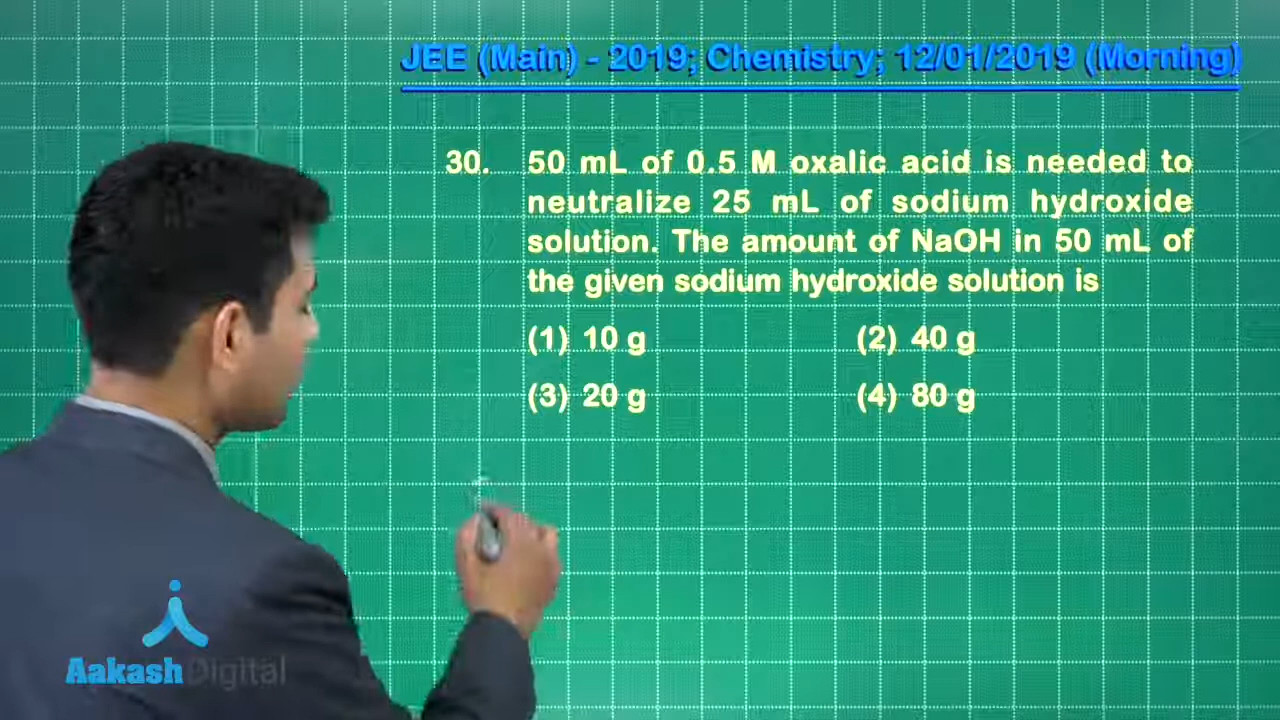 JEE (Main) - 2019; Chemistry; 12/01/2019 (Morning)
30. 50 mL of 0.5 M oxalic acid is needed to
neutralize 25 mL of sodium hydroxide
solution. The amount of NaOH in 50 mL of
the given sodium hydroxide solution is
(1) 10 g (2) 40 g
(3) 20 g (4) 80 g
Aakash Digital